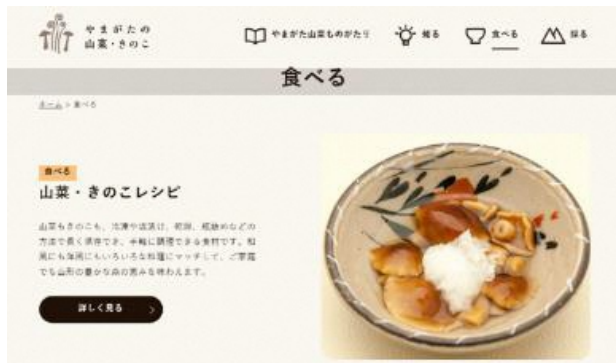 やまがたの
山菜・きのこ
やまがた山菜ものがたり
知る
食べる
採る
食べる
ホーム > 食べる
食べる
山菜・きのこレシピ
山菜もきのこも、冷凍や塩漬け、乾燥、瓶詰めなどの
方法で長く保存でき、手軽に調理できる食材です。和
風にも洋風にもいろいろな料理にマッチして、ご家庭
でも山形の豊かな森の恵みを味わえます。
詳しく見る